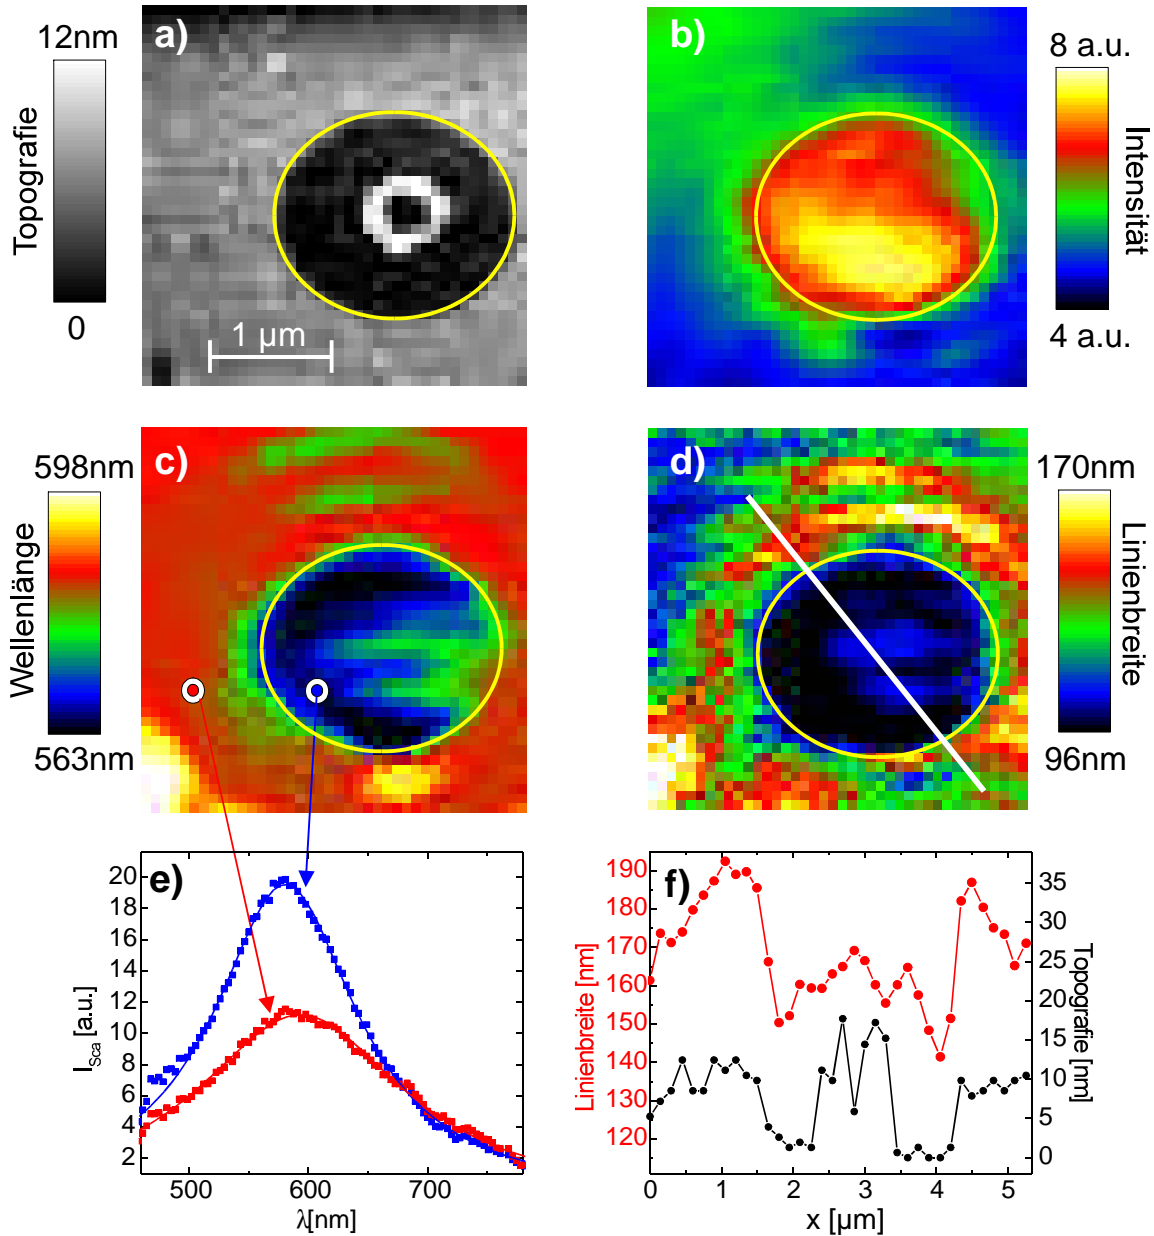 a)
12nm
Topografie
0
1 µm
b)
8 a.u.
Intensität
4 a.u.
c)
598nm
Wellenlänge
563nm
d)
170nm
Linienbreite
96nm
e)
20
18
16
14
12
10
8
6
4
2
I_Sca [a.u.]
500
600
700
λ[nm]
f)
190
180
170
160
150
140
130
120
Linienbreite [nm]
35
30
25
20
15
10
5
0
Topografie [nm]
0
1
2
3
4
5
x [µm]